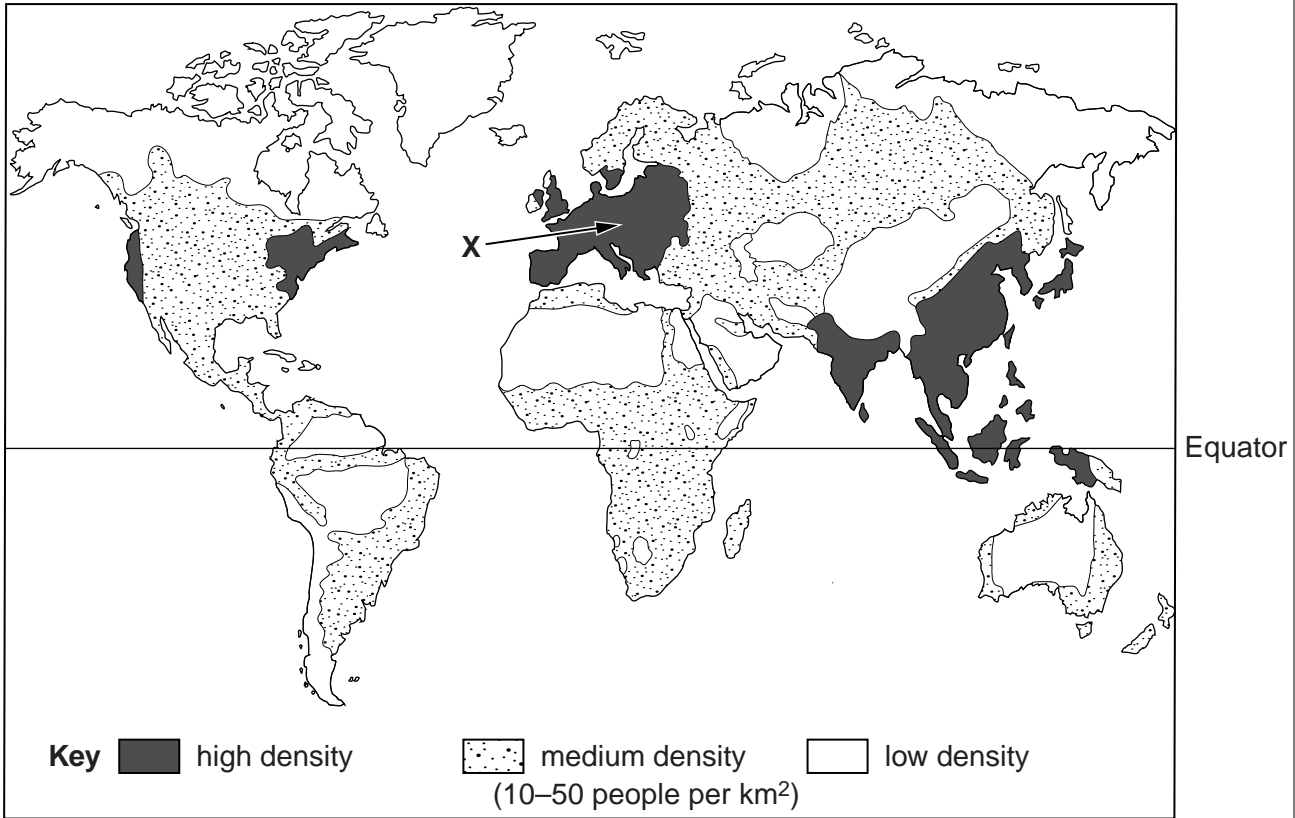 X
Equator
Key high density medium density low density
(10–50 people per km²)